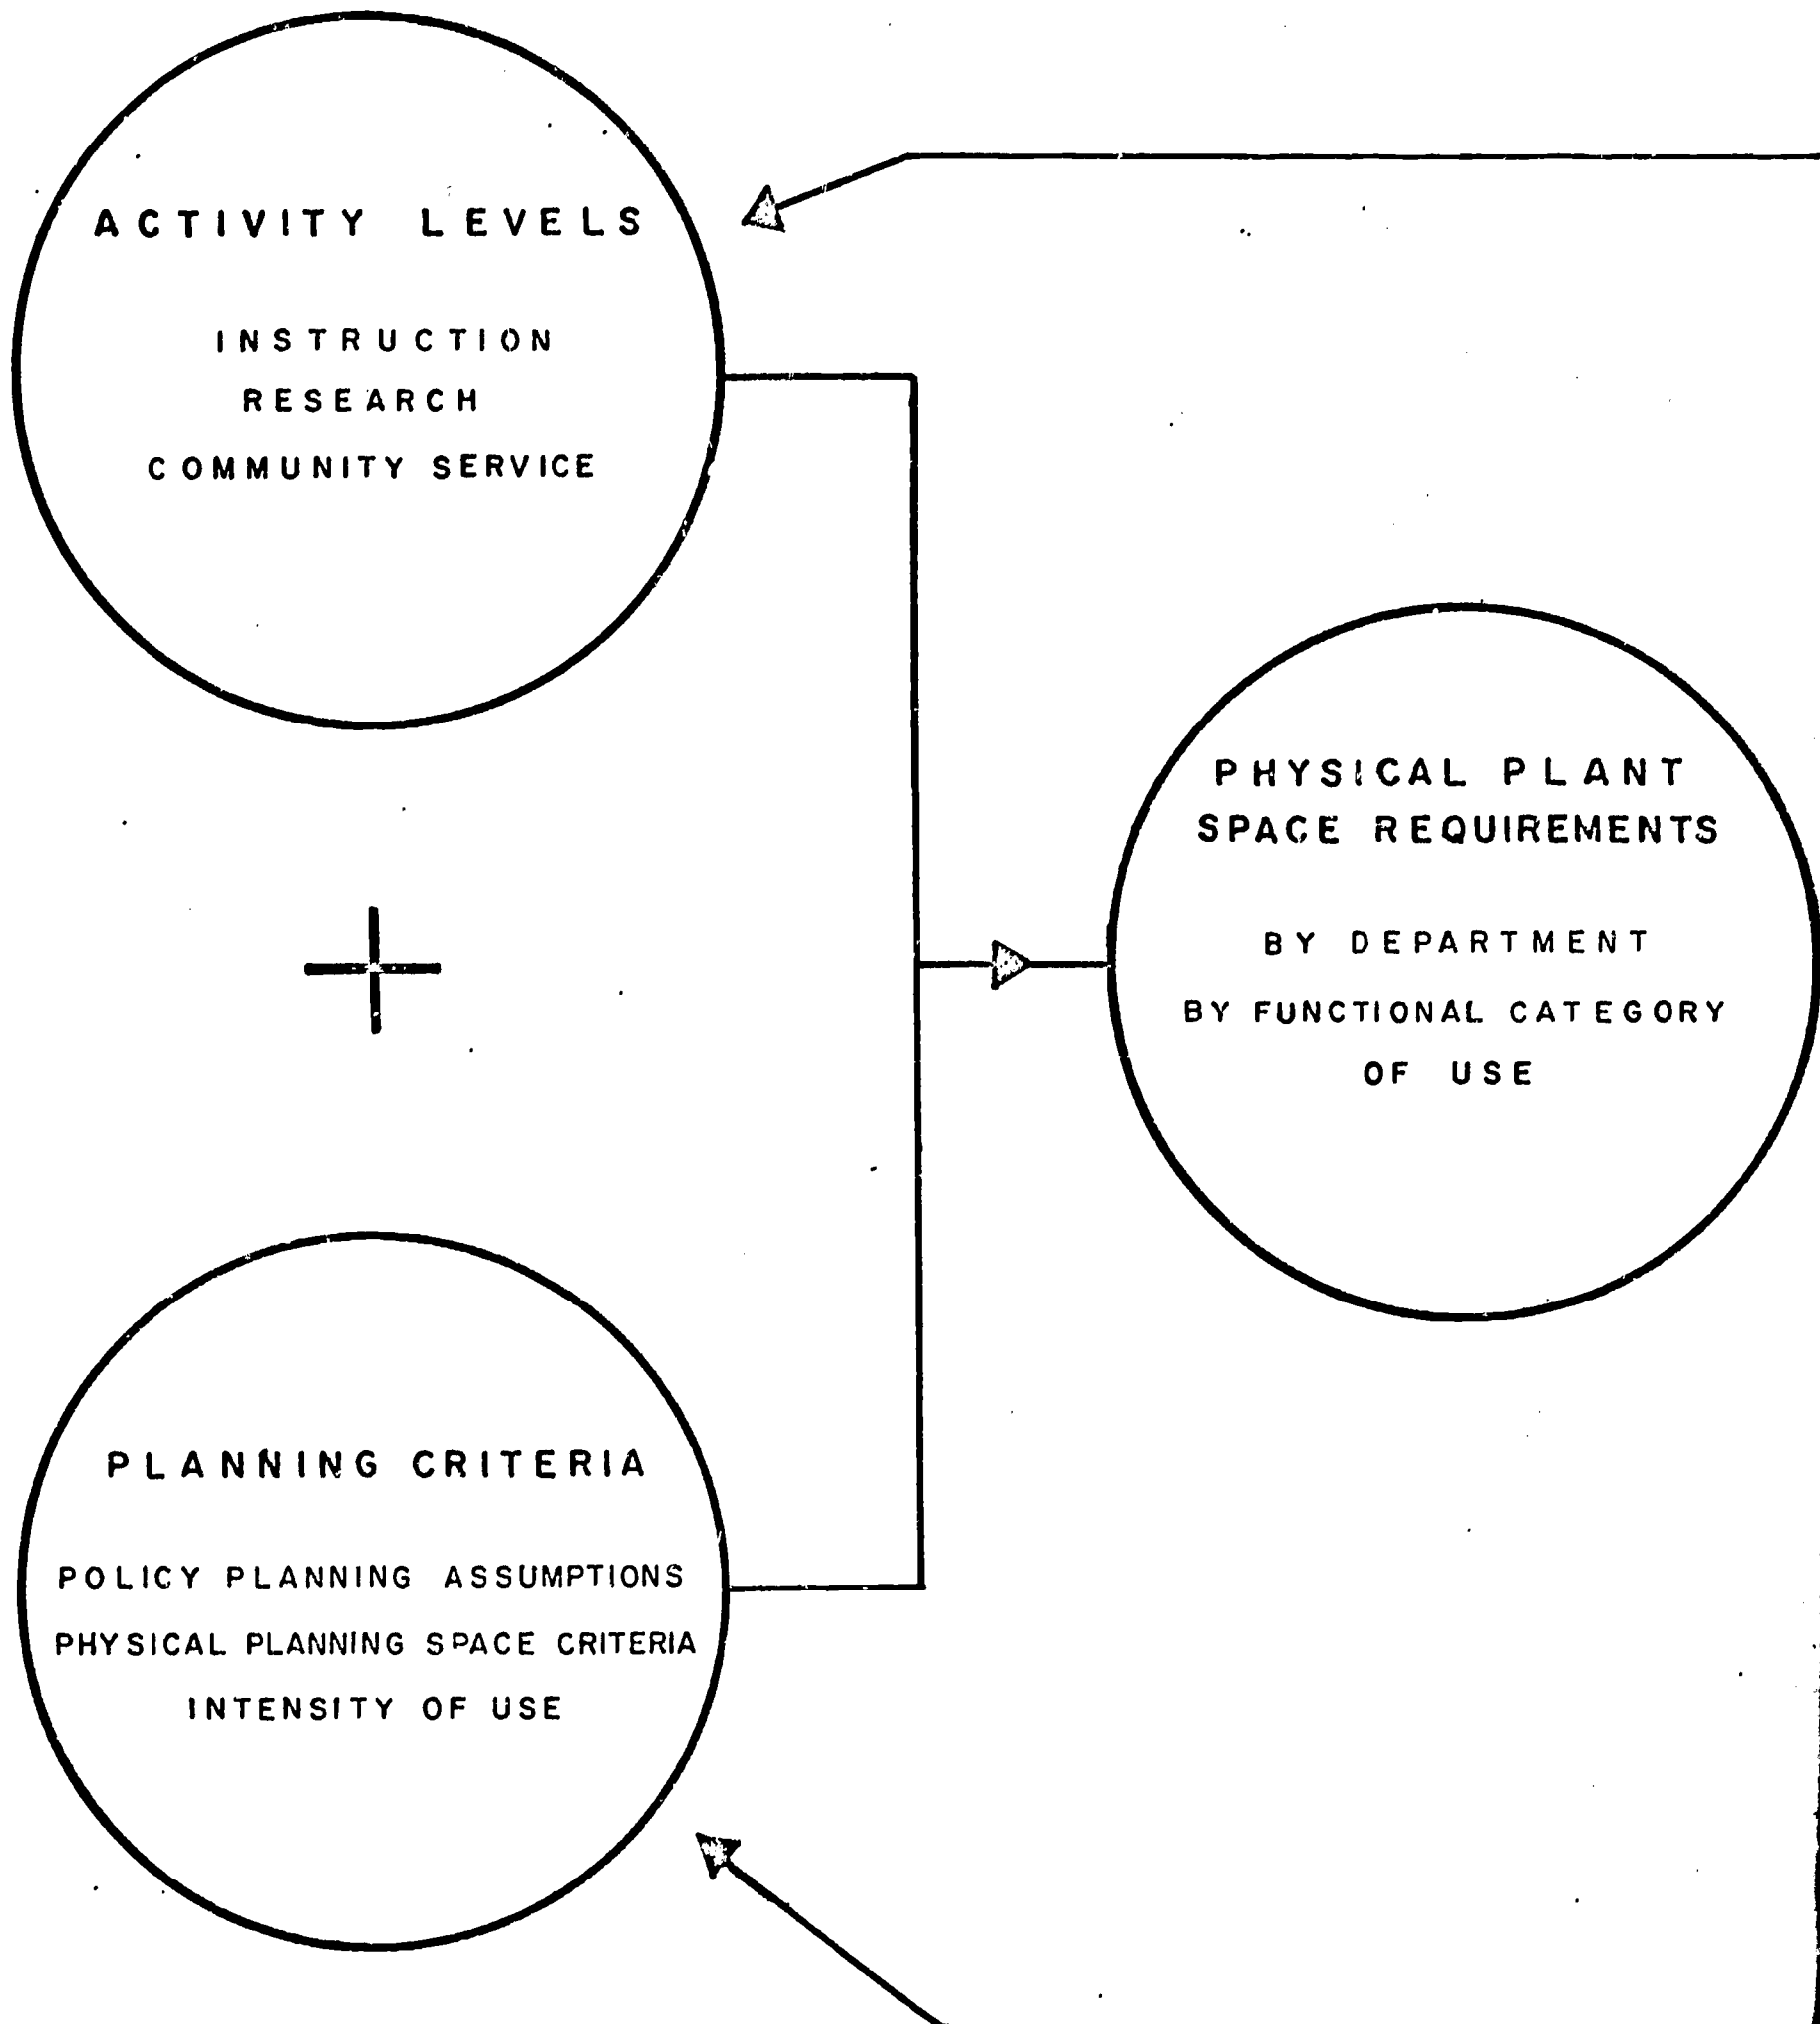 ACTIVITY LEVELS
INSTRUCTION
RESEARCH
COMMUNITY SERVICE
+
PHYSICAL PLANT
SPACE REQUIREMENTS
BY DEPARTMENT
BY FUNCTIONAL CATEGORY
OF USE
PLANNING CRITERIA
POLICY PLANNING ASSUMPTIONS
PHYSICAL PLANNING SPACE CRITERIA
INTENSITY OF USE